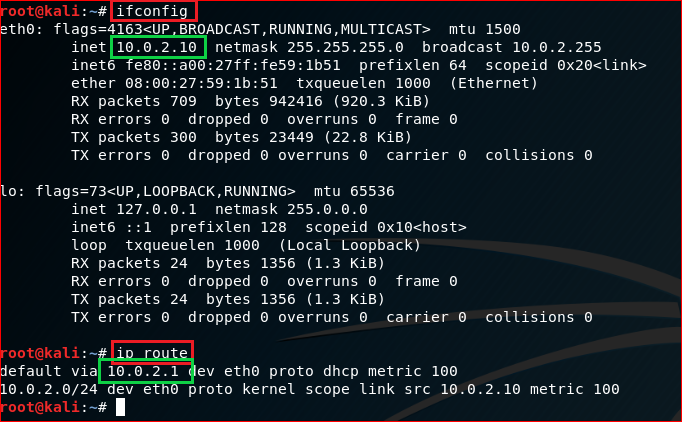 root@kali:~# ifconfig
eth0: flags=4163<UP,BROADCAST,RUNNING,MULTICAST>  mtu 1500
        inet 10.0.2.10  netmask 255.255.255.0  broadcast 10.0.2.255
        inet6 fe80::a00:27ff:fe59:1b51  prefixlen 64  scopeid 0x20<link>
        ether 08:00:27:59:1b:51  txqueuelen 1000  (Ethernet)
        RX packets 709  bytes 942416 (920.3 KiB)
        RX errors 0  dropped 0  overruns 0  frame 0
        TX packets 300  bytes 23449 (22.8 KiB)
        TX errors 0  dropped 0 overruns 0  carrier 0  collisions 0
lo: flags=73<UP,LOOPBACK,RUNNING>  mtu 65536
        inet 127.0.0.1  netmask 255.0.0.0
        inet6 ::1  prefixlen 128  scopeid 0x10<host>
        loop  txqueuelen 1000  (Local Loopback)
        RX packets 24  bytes 1356 (1.3 KiB)
        RX errors 0  dropped 0  overruns 0  frame 0
        TX packets 24  bytes 1356 (1.3 KiB)
        TX errors 0  dropped 0 overruns 0  carrier 0  collisions 0
root@kali:~# ip route
default via 10.0.2.1 dev eth0 proto dhcp metric 100
10.0.2.0/24 dev eth0 proto kernel scope link src 10.0.2.10 metric 100
root@kali:~#